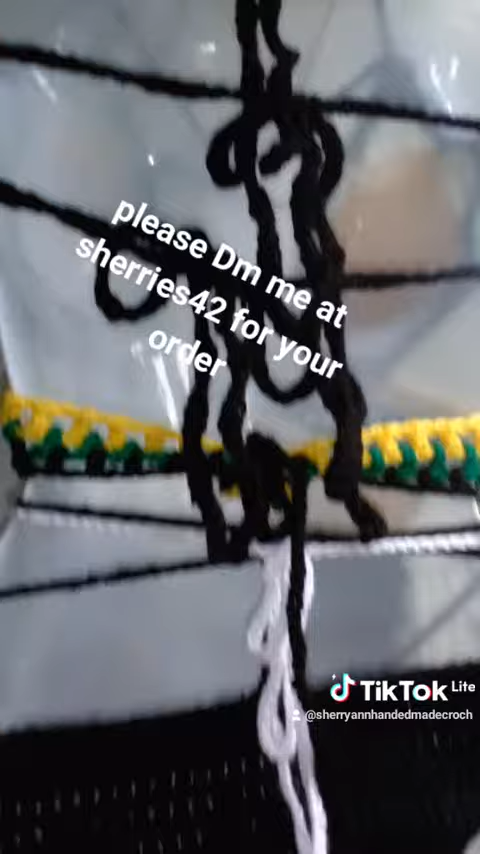 please Dm me at
sherries42 for your
order
TikTok Lite
@sherryannhandedmadecroch